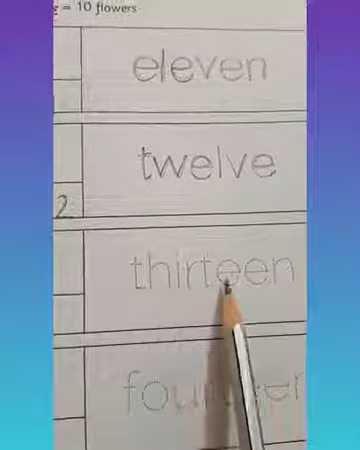 = 10 flowers
eleven
twelve
2
thirteen